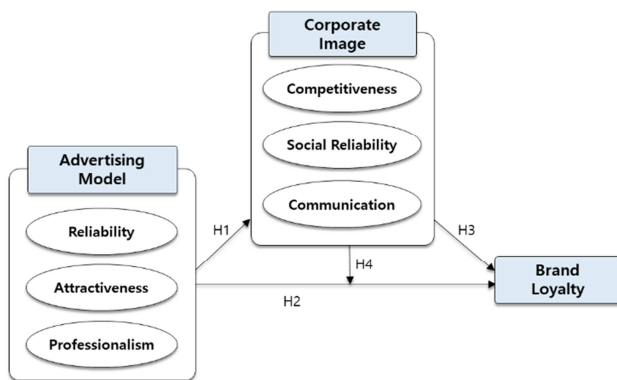 Corporate
Image
Competitiveness
Social Reliability
Communication
Advertising
Model
Reliability
Attractiveness
Professionalism
H1
H4
H3
H2
Brand
Loyalty